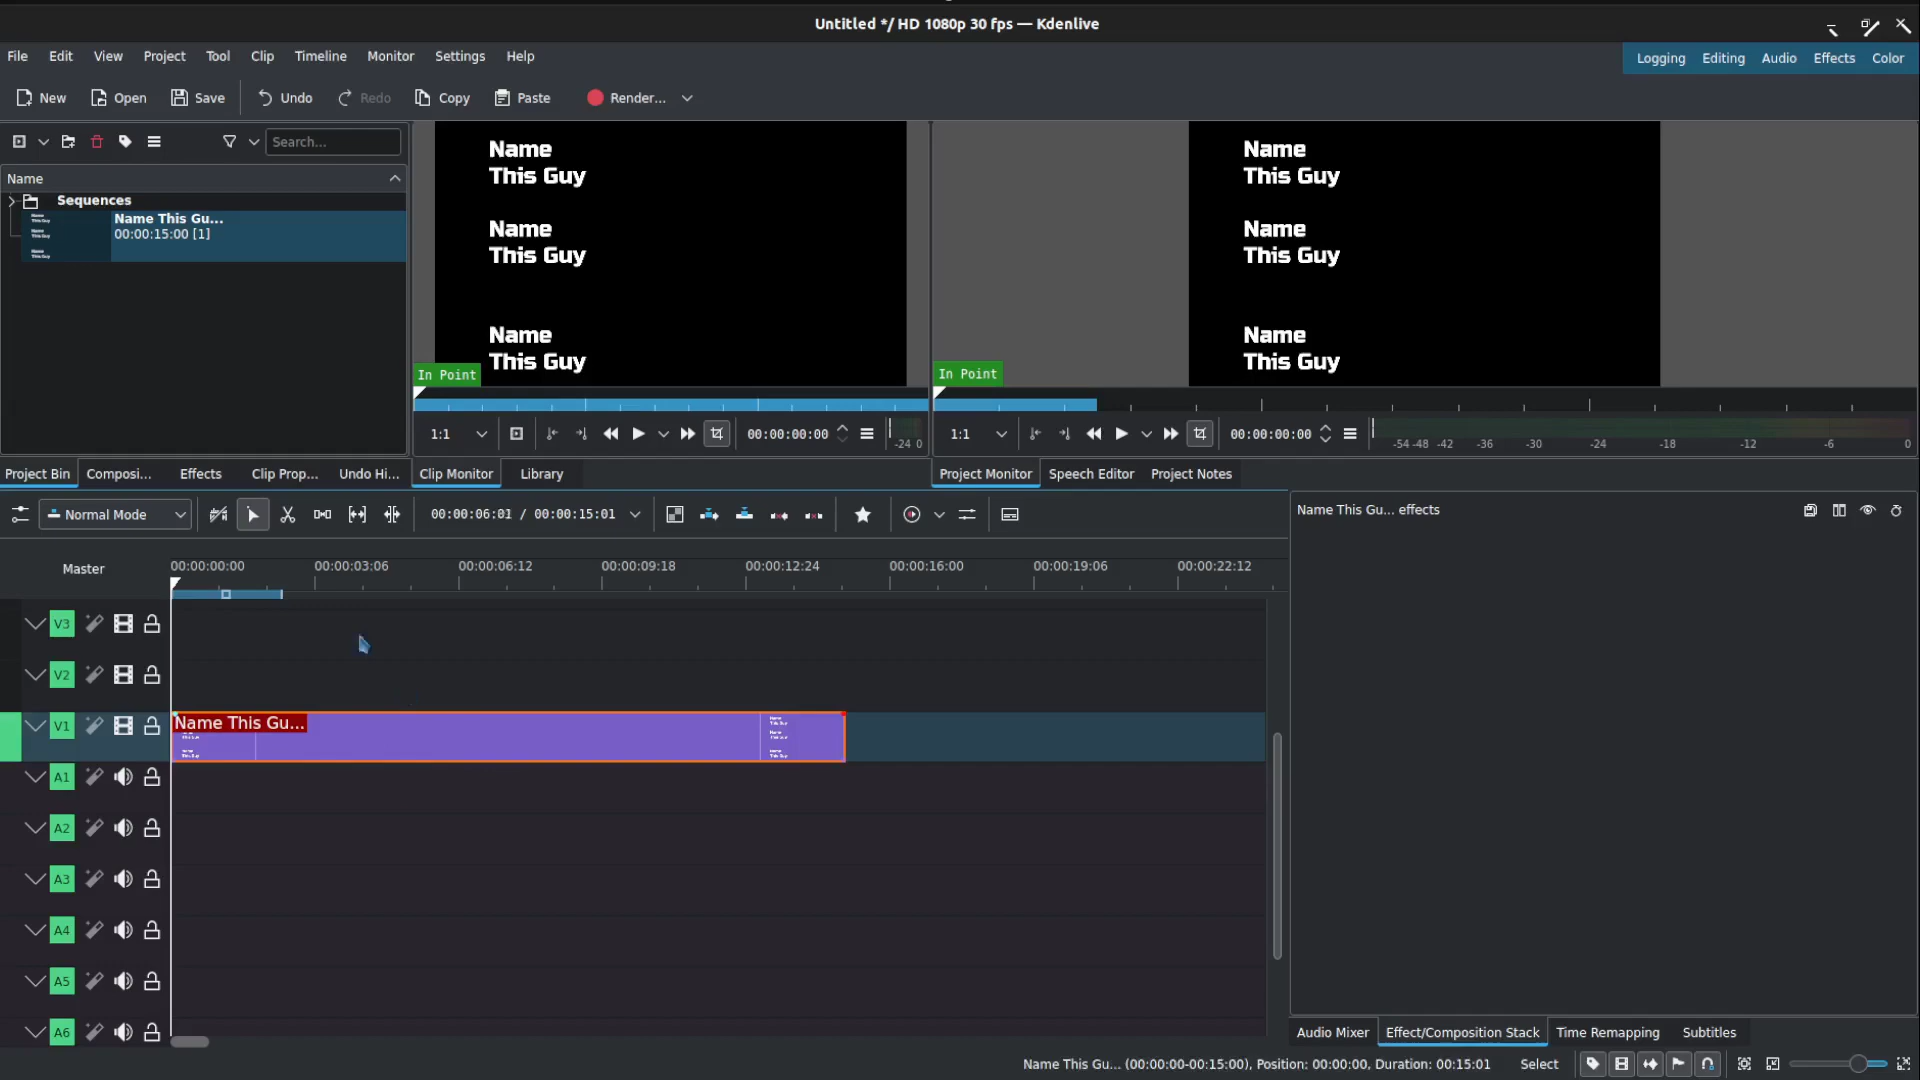 Untitled */ HD 1080p 30 fps — Kdenlive
File Edit View Project Tool Clip Timeline Monitor Settings Help
Logging Editing Audio Effects Color
New Open Save Undo Redo Copy Paste Render...
Search...
Name
Sequences
Name This Gu...
00:00:15:00 [1]
Name
This Guy
Name
This Guy
Name
This Guy
In Point
1:1 00:00:00:00 -24 0
Name
This Guy
Name
This Guy
Name
This Guy
In Point
1:1 00:00:00:00 -54 -48 -42 -36 -30 -24 -18 -12 -6 0
Project Bin Composi... Effects Clip Prop... Undo Hi... Clip Monitor Library
Project Monitor Speech Editor Project Notes
Normal Mode 00:00:06:01 / 00:00:15:01
Name This Gu... effects
Master 00:00:00:00 00:00:03:06 00:00:06:12 00:00:09:18 00:00:12:24 00:00:16:00 00:00:19:06 00:00:22:12
V3
V2
V1 Name This Gu...
A1
A2
A3
A4
A5
A6
Audio Mixer Effect/Composition Stack Time Remapping Subtitles
Name This Gu... (00:00:00-00:15:00), Position: 00:00:00, Duration: 00:15:01 Select